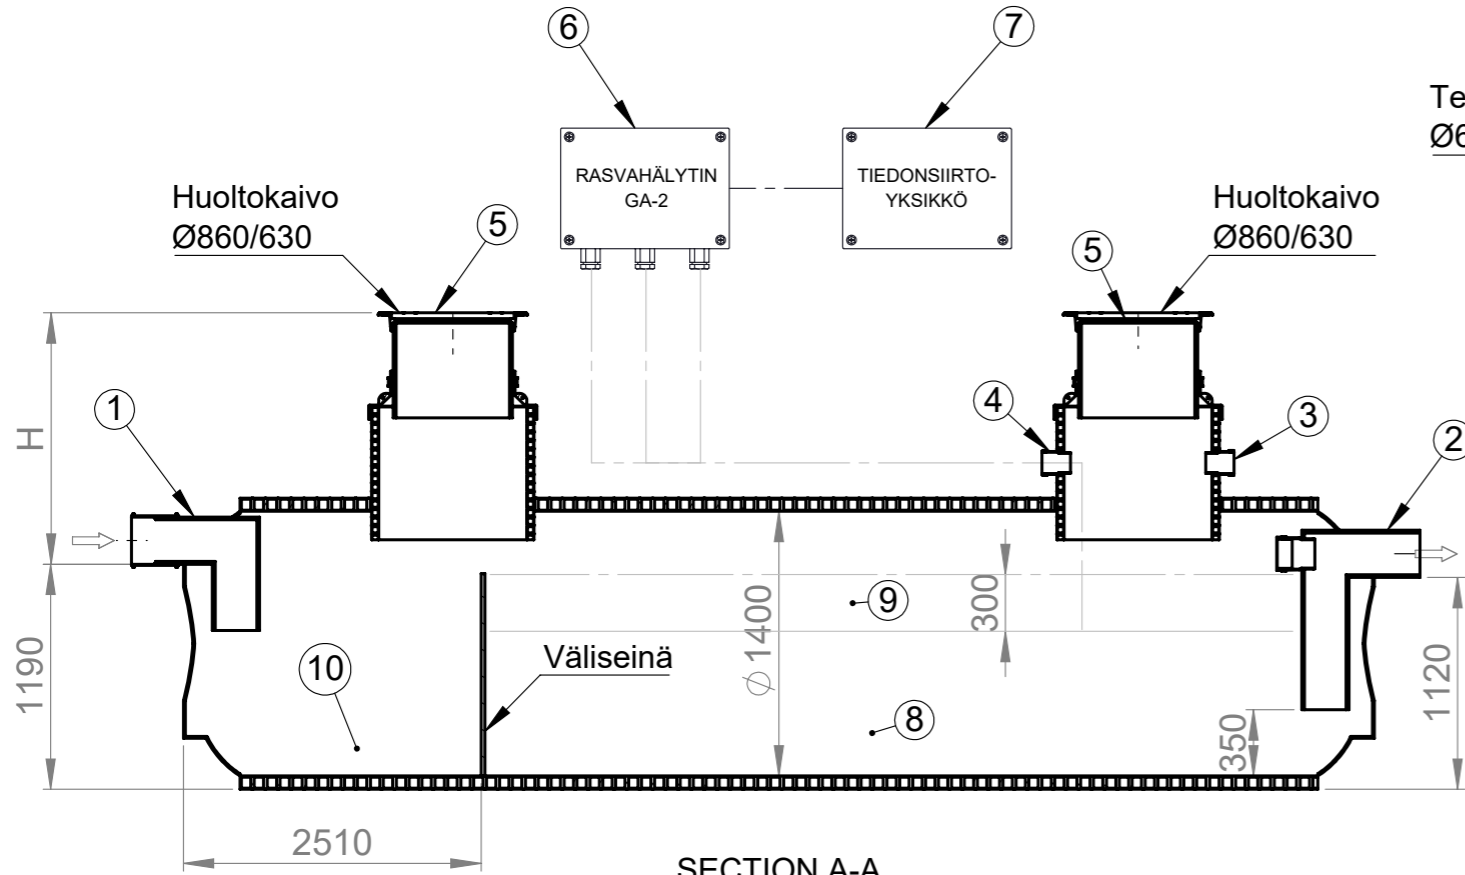 6
7
Te
Ø6
RASVAHÄLYTIN
GA-2
TIEDONSIIRTO-
YKSIKKÖ
Huoltokaivo
Ø860/630
5
Huoltokaivo
Ø860/630
5
H
1
4
3
2
1190
10
Väliseinä
Ø 1400
9
300
8
350
1120
2510
SECTION A-A